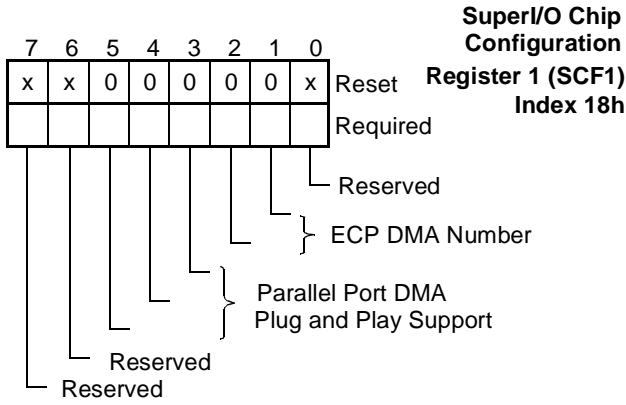 SuperI/O Chip
Configuration
Register 1 (SCF1)
Index 18h
7 6 5 4 3 2 1 0
x x 0 0 0 0 0 x Reset
Required
Reserved
ECP DMA Number
Parallel Port DMA
Plug and Play Support
Reserved
Reserved